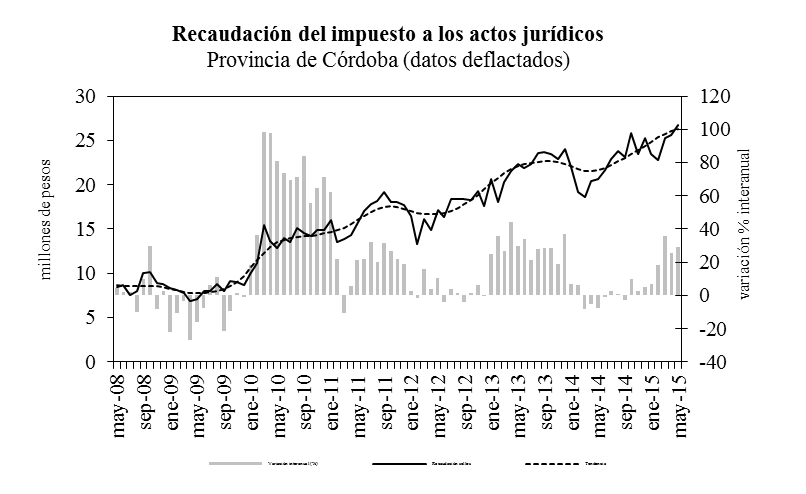 Recaudación del impuesto a los actos jurídicos
Provincia de Córdoba (datos deflactados)
30
25
20
15
10
5
0
millones de pesos
120
100
80
60
40
20
0
-20
-40
variación % interanual
may-08
sep-08
ene-09
may-09
sep-09
ene-10
may-10
sep-10
ene-11
may-11
sep-11
ene-12
may-12
sep-12
ene-13
may-13
sep-13
ene-14
may-14
sep-14
ene-15
may-15
Variación interanual (%)
Tendencia